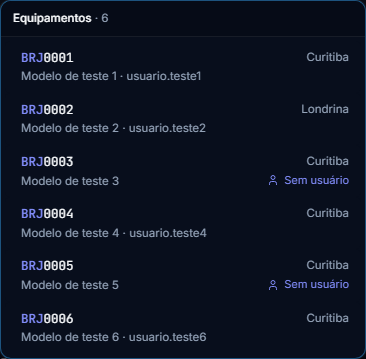 Equipamentos · 6
BRJ0001 Curitiba
Modelo de teste 1 · usuario.teste1
BRJ0002 Londrina
Modelo de teste 2 · usuario.teste2
BRJ0003 Curitiba
Modelo de teste 3 Sem usuário
BRJ0004 Curitiba
Modelo de teste 4 · usuario.teste4
BRJ0005 Curitiba
Modelo de teste 5 Sem usuário
BRJ0006 Curitiba
Modelo de teste 6 · usuario.teste6